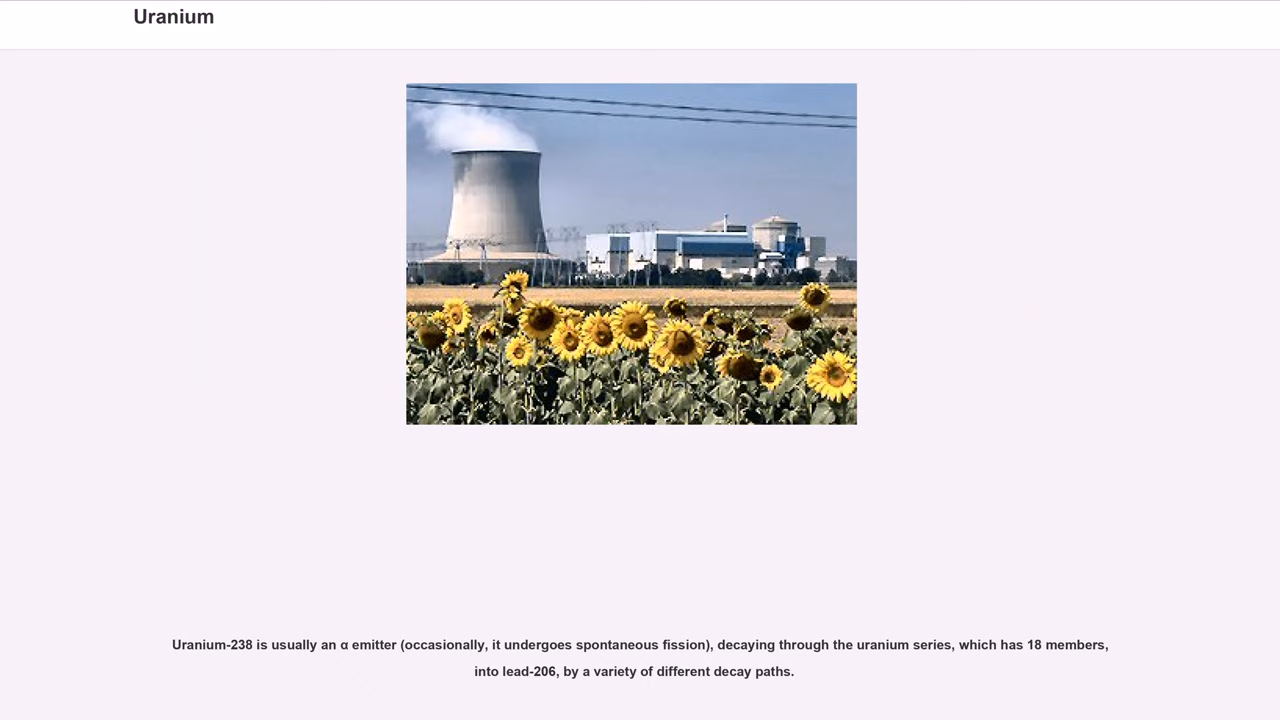 Uranium
Uranium-238 is usually an α emitter (occasionally, it undergoes spontaneous fission), decaying through the uranium series, which has 18 members,
into lead-206, by a variety of different decay paths.